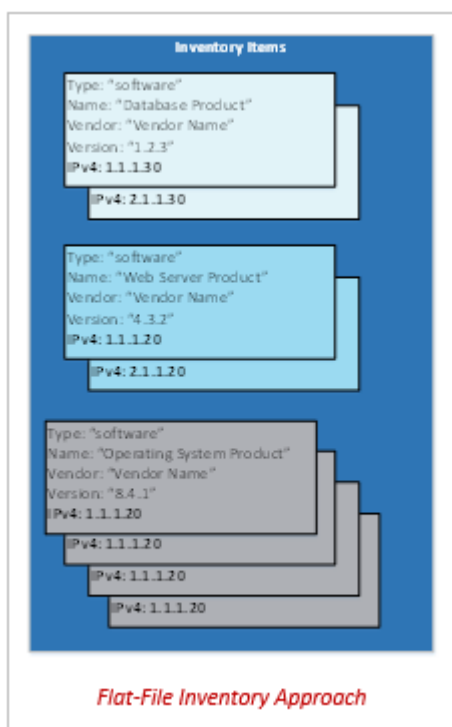 Inventory Items
Type: "software"
Name: "Database Product"
Vendor: "Vendor Name"
Version: "1.2.3"
IPv4: 1.1.1.30
IPv4: 2.1.1.30
Type: "software"
Name: "Web Server Product"
Vendor: "Vendor Name"
Version: "4.3.2"
IPv4: 1.1.1.20
IPv4: 2.1.1.20
Type: "software"
Name: "Operating System Product"
Vendor: "Vendor Name"
Version: "8.4.1"
IPv4: 1.1.1.20
IPv4: 1.1.1.20
IPv4: 1.1.1.20
IPv4: 1.1.1.20
Flat-File Inventory Approach